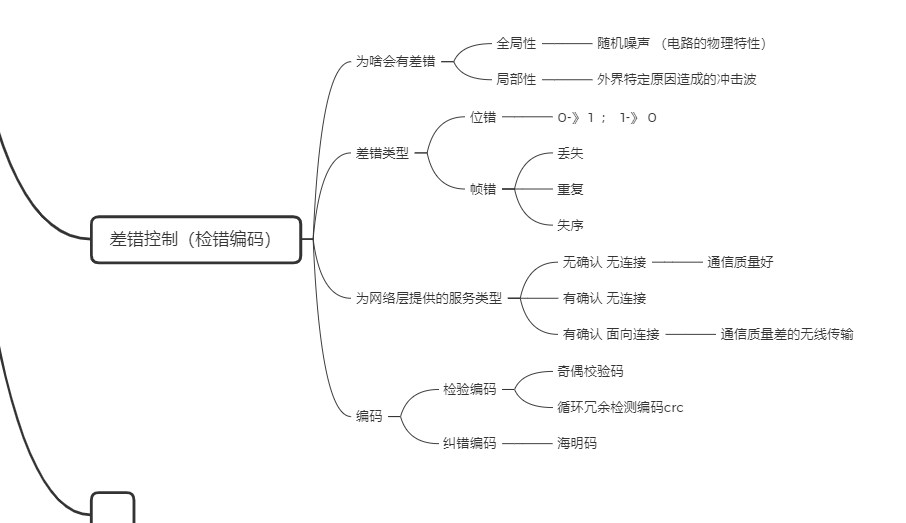 差错控制（检错编码）
为啥会有差错
全局性
随机噪声 （电路的物理特性）
局部性
外界特定原因造成的冲击波
差错类型
位错
0-》1 ； 1-》 0
帧错
丢失
重复
失序
为网络层提供的服务类型
无确认 无连接
通信质量好
有确认 无连接
有确认 面向连接
通信质量差的无线传输
编码
检验编码
奇偶校验码
循环冗余检测编码crc
纠错编码
海明码